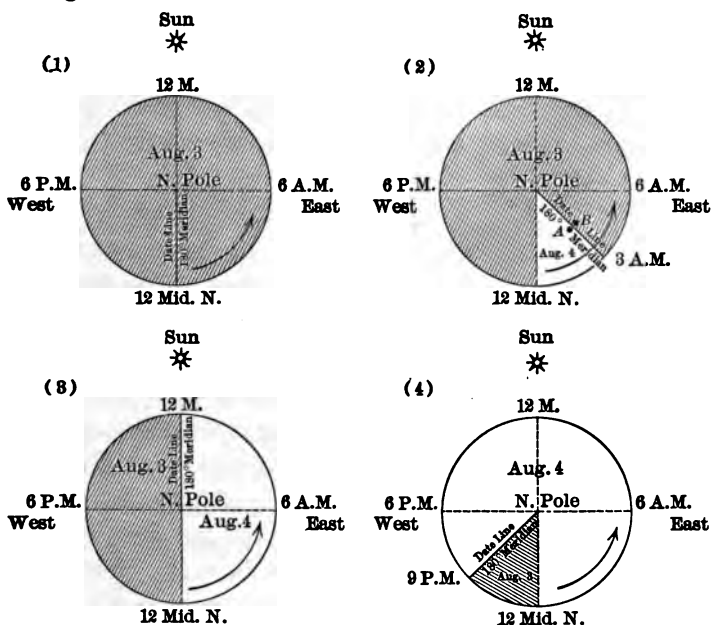 Sun
(1)
12 M.
Aug. 3
6 P.M.
N. Pole
6 A.M.
West
East
Date Line
180° Meridian
12 Mid. N.
Sun
(2)
12 M.
Aug. 3
6 P.M.
N. Pole
6 A.M.
West
East
Date Line
B
180° Meridian
A
Aug. 4
3 A.M.
12 Mid. N.
Sun
(3)
12 M.
Date Line
180° Meridian
Aug. 3
6 P.M.
N. Pole
6 A.M.
West
Aug. 4
East
12 Mid. N.
Sun
(4)
12 M.
Aug. 4
6 P.M.
N. Pole
6 A.M.
West
East
Date Line
180° Meridian
9 P.M.
Aug. 3
12 Mid. N.